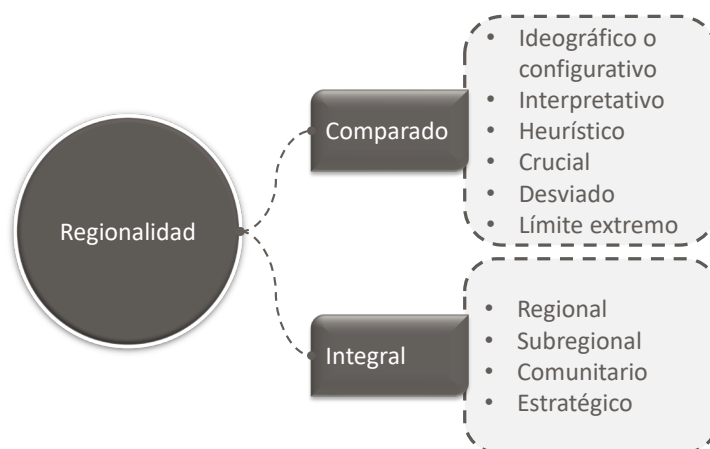 Regionalidad
Comparado
• Ideográfico o
configurativo
• Interpretativo
• Heurístico
• Crucial
• Desviado
• Límite extremo
Integral
• Regional
• Subregional
• Comunitario
• Estratégico